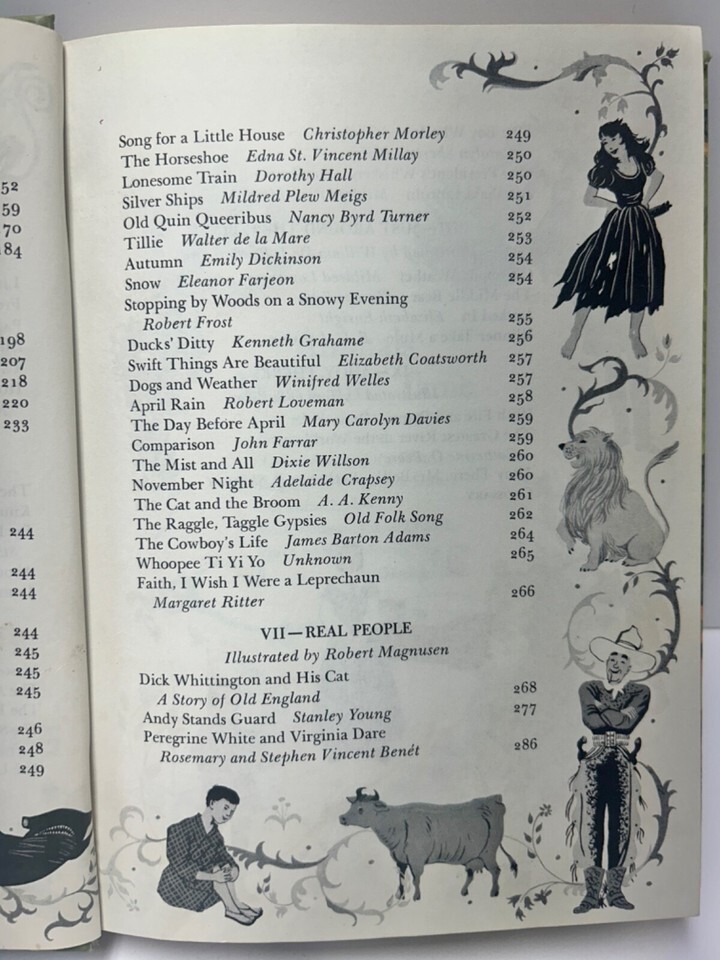 52
59
70
184
198
207
218
220
233
244
244
244
244
245
245
245
246
248
249
Song for a Little House Christopher Morley 249
The Horseshoe Edna St. Vincent Millay 250
Lonesome Train Dorothy Hall 250
Silver Ships Mildred Plew Meigs 251
Old Quin Queeribus Nancy Byrd Turner 252
Tillie Walter de la Mare 253
Autumn Emily Dickinson 254
Snow Eleanor Farjeon 254
Stopping by Woods on a Snowy Evening
Robert Frost 255
Ducks' Ditty Kenneth Grahame 256
Swift Things Are Beautiful Elizabeth Coatsworth 257
Dogs and Weather Winifred Welles 257
April Rain Robert Loveman 258
The Day Before April Mary Carolyn Davies 259
Comparison John Farrar 259
The Mist and All Dixie Willson 260
November Night Adelaide Crapsey 260
The Cat and the Broom A. A. Kenny 261
The Raggle, Taggle Gypsies Old Folk Song 262
The Cowboy's Life James Barton Adams 264
Whoopee Ti Yi Yo Unknown 265
Faith, I Wish I Were a Leprechaun
Margaret Ritter 266
VII—REAL PEOPLE
Illustrated by Robert Magnusen
Dick Whittington and His Cat
A Story of Old England 268
Andy Stands Guard Stanley Young 277
Peregrine White and Virginia Dare
Rosemary and Stephen Vincent Benét 286